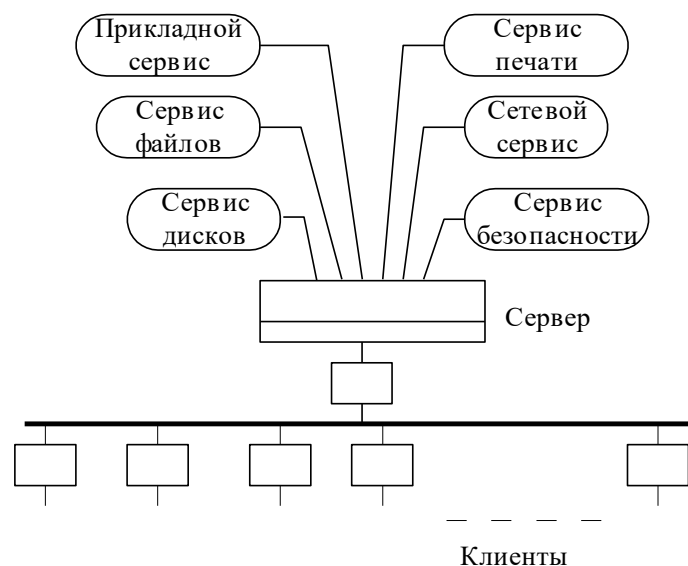 Прикладной
сервис
Сервис
печати
Сервис
файлов
Сетевой
сервис
Сервис
дисков
Сервис
безопасности
Сервер
Клиенты